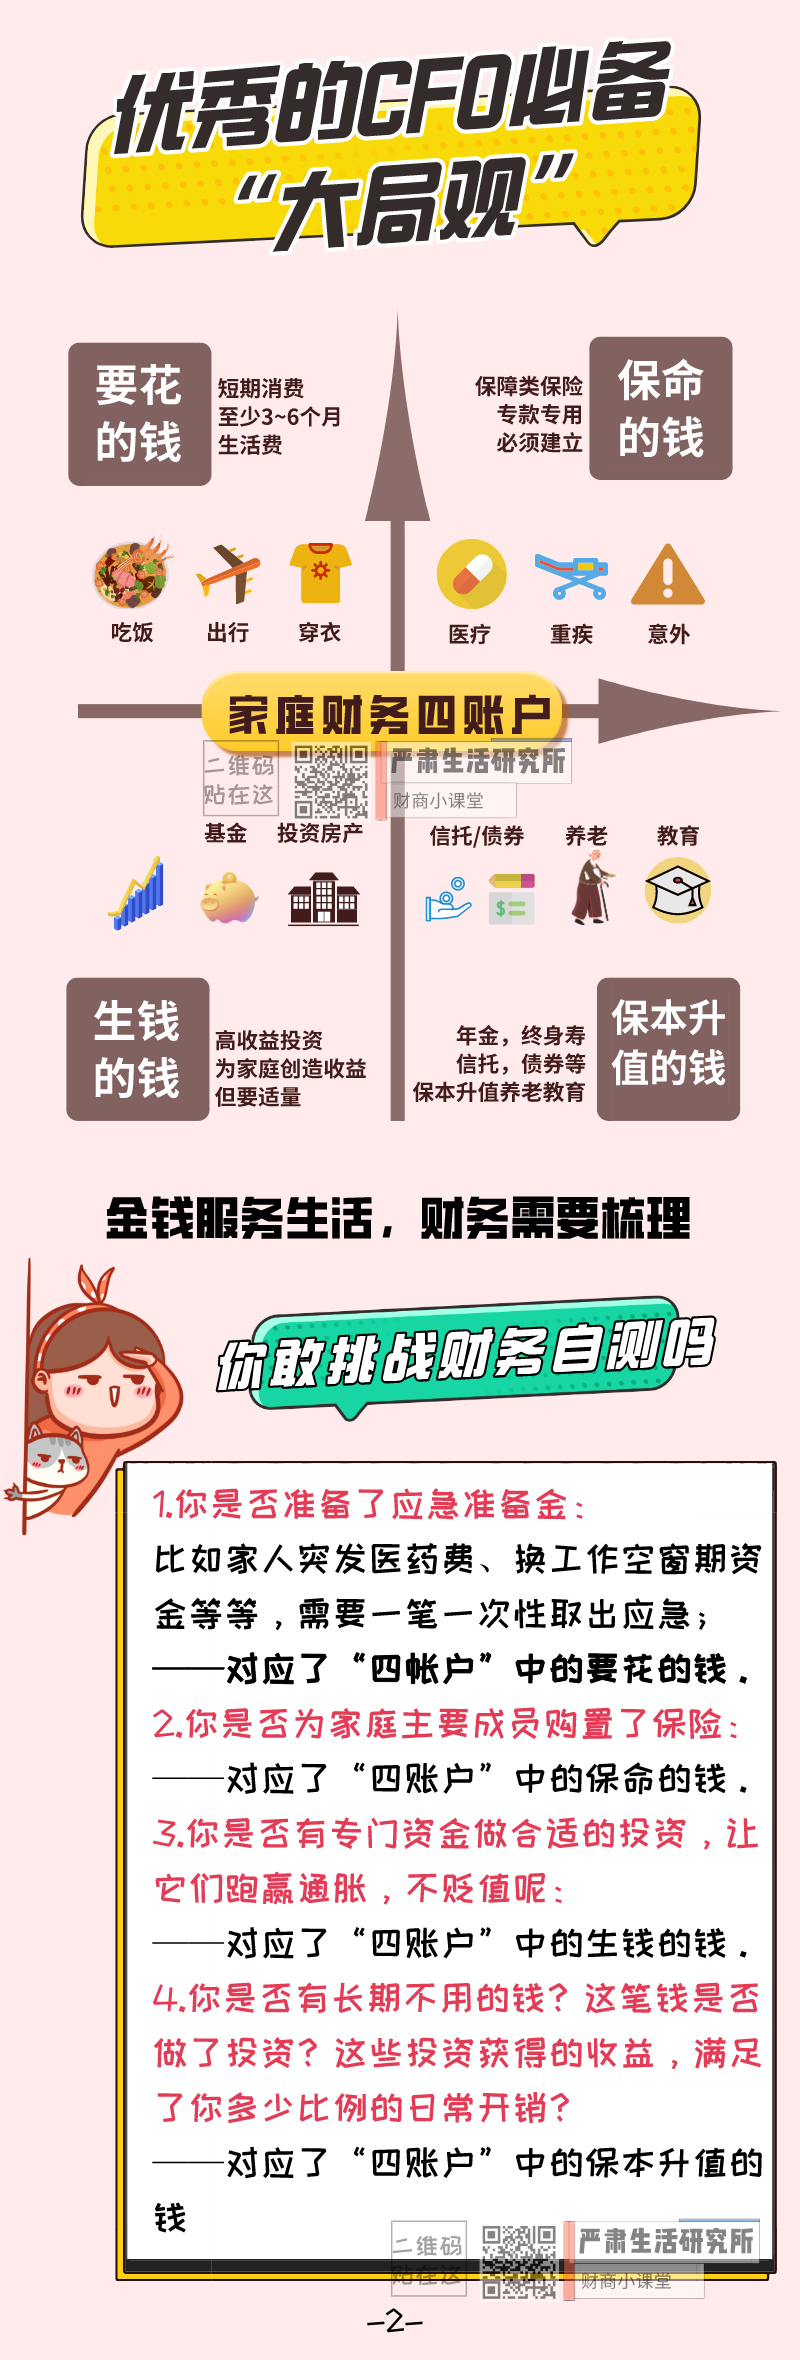 优秀的CFO必备
“大局观”
要花
的钱
短期消费
至少3~6个月
生活费
保障类保险
专款专用
必须建立
保命
的钱
吃饭
出行
穿衣
医疗
重疾
意外
家庭财务四账户
二维码
贴在这
严肃生活研究所
财商小课堂
基金
投资房产
信托/债券
养老
教育
生钱
的钱
高收益投资
为家庭创造收益
但要适量
年金，终身寿
信托，债券等
保本升值养老教育
保本升
值的钱
金钱服务生活，财务需要梳理
你敢挑战财务自测吗
1.你是否准备了应急准备金：
比如家人突发医药费、换工作空窗期资
金等等，需要一笔一次性取出应急；
——对应了“四帐户”中的要花的钱．
2.你是否为家庭主要成员购置了保险：
——对应了“四账户”中的保命的钱．
3.你是否有专门资金做合适的投资，让
它们跑赢通胀，不贬值呢：
——对应了“四账户”中的生钱的钱．
4.你是否有长期不用的钱？这笔钱是否
做了投资？这些投资获得的收益，满足
了你多少比例的日常开销？
——对应了“四账户”中的保本升值的
钱
二维码
贴在这
严肃生活研究所
财商小课堂
-2-